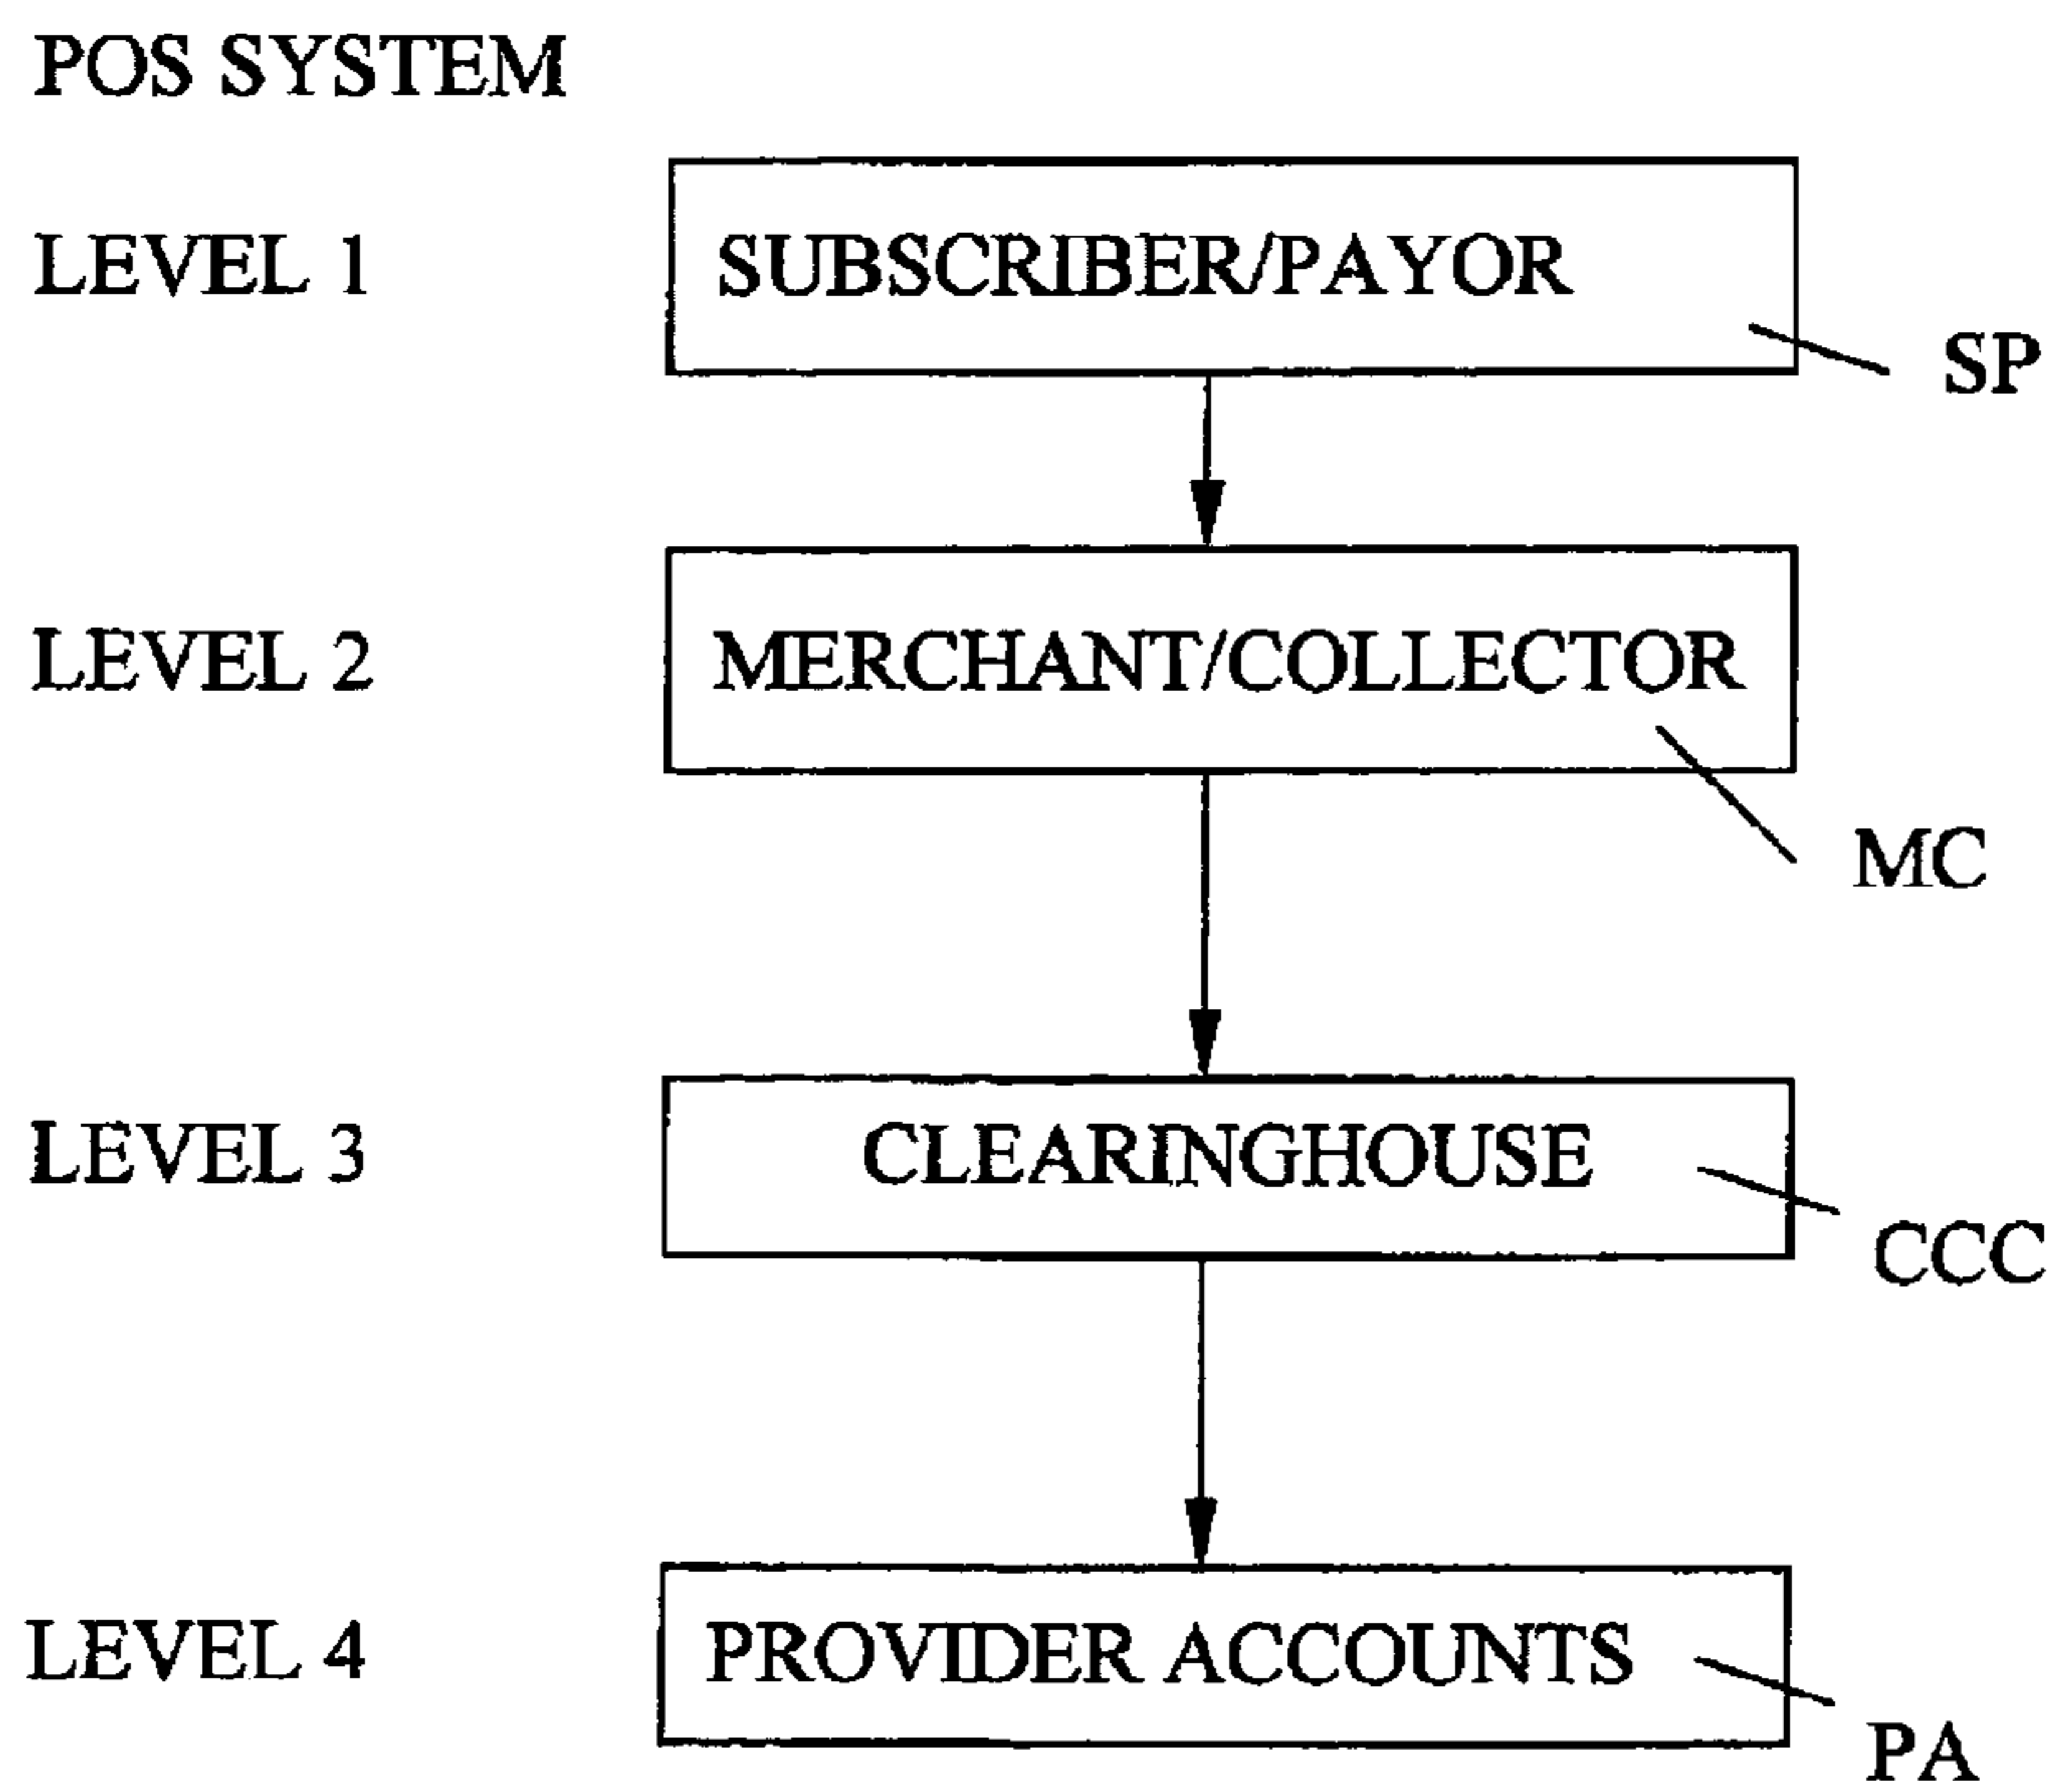 POS SYSTEM
LEVEL 1
SUBSCRIBER/PAYOR
SP
LEVEL 2
MERCHANT/COLLECTOR
MC
LEVEL 3
CLEARINGHOUSE
CCC
LEVEL 4
PROVIDER ACCOUNTS
PA